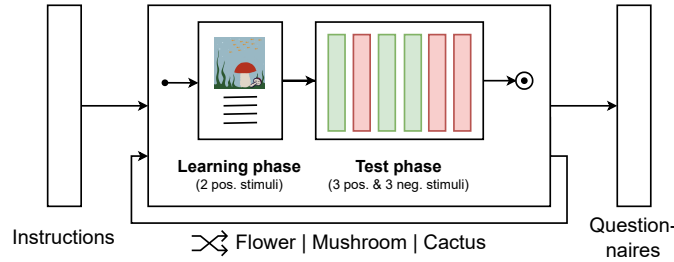 Learning phase
(2 pos. stimuli)
Test phase
(3 pos. & 3 neg. stimuli)
Instructions
Flower | Mushroom | Cactus
Question-
naires